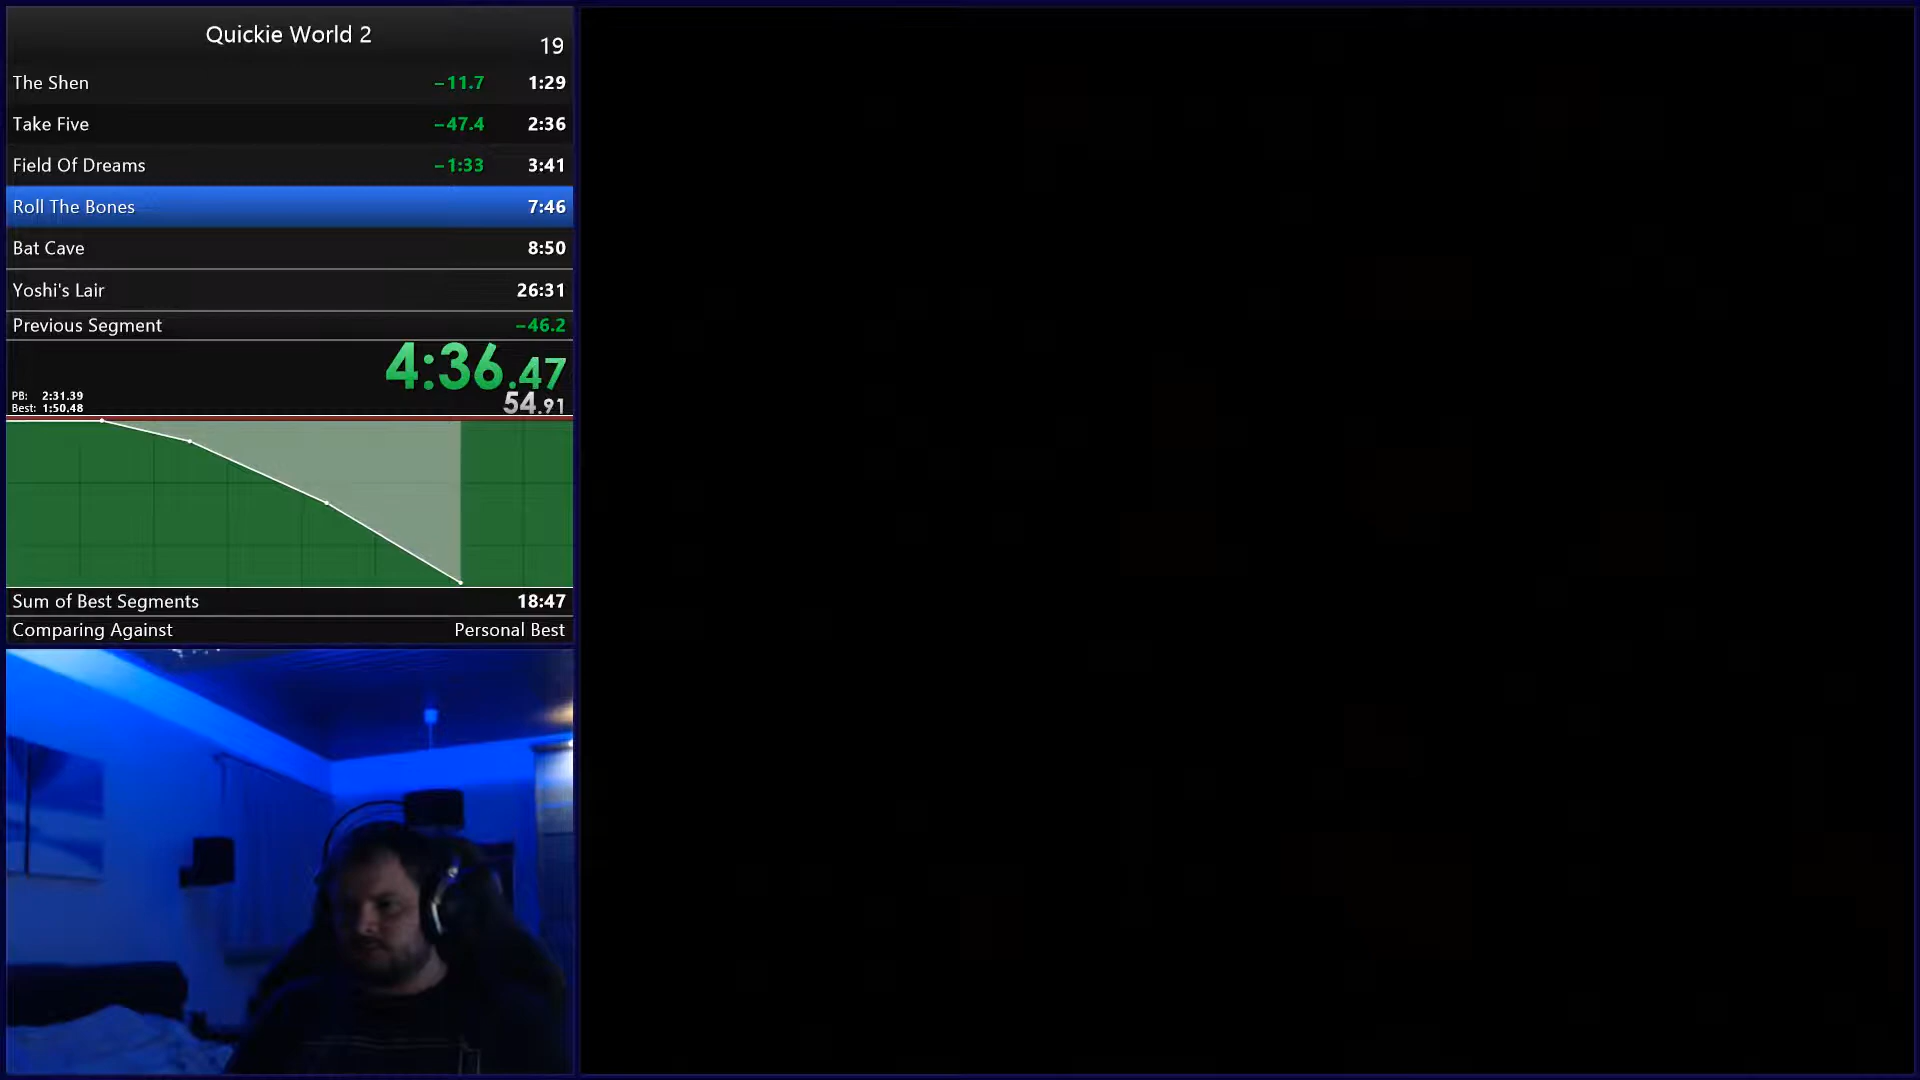 Quickie World 2
19
The Shen −11.7 1:29
Take Five −47.4 2:36
Field Of Dreams −1:33 3:41
Roll The Bones 7:46
Bat Cave 8:50
Yoshi's Lair 26:31
Previous Segment −46.2
4:36.47
PB: 2:31.39
Best: 1:50.48
54.91
Sum of Best Segments 18:47
Comparing Against Personal Best